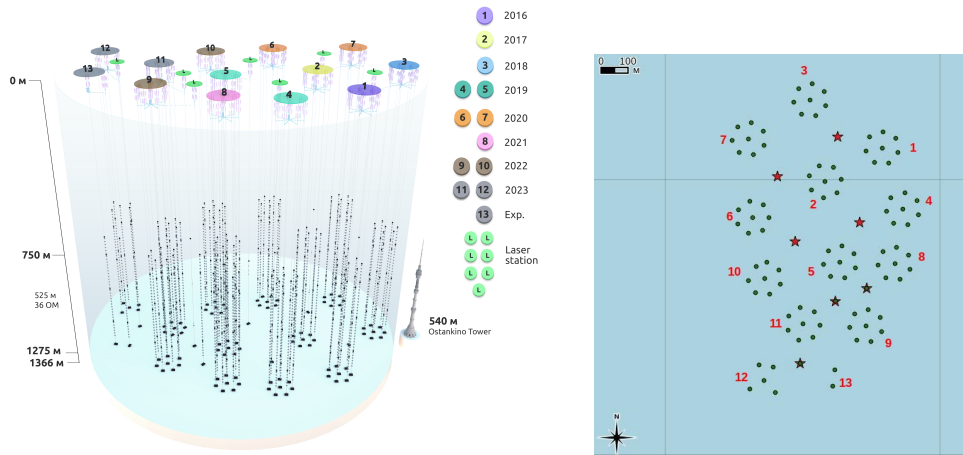 12
10
6
7
11
2
3
13
5
9
8
4
1
L
L
L
L
L
L
L
0 м
750 м
525 м
36 ОМ
1275 м
1366 м
540 м
Ostankino Tower
1 2016
2 2017
3 2018
4 5 2019
6 7 2020
8 2021
9 10 2022
11 12 2023
13 Exp.
L L
L L
L L
L
Laser
station
0 100 м
3
7
1
2
4
6
8
10
5
11
9
12
13
N